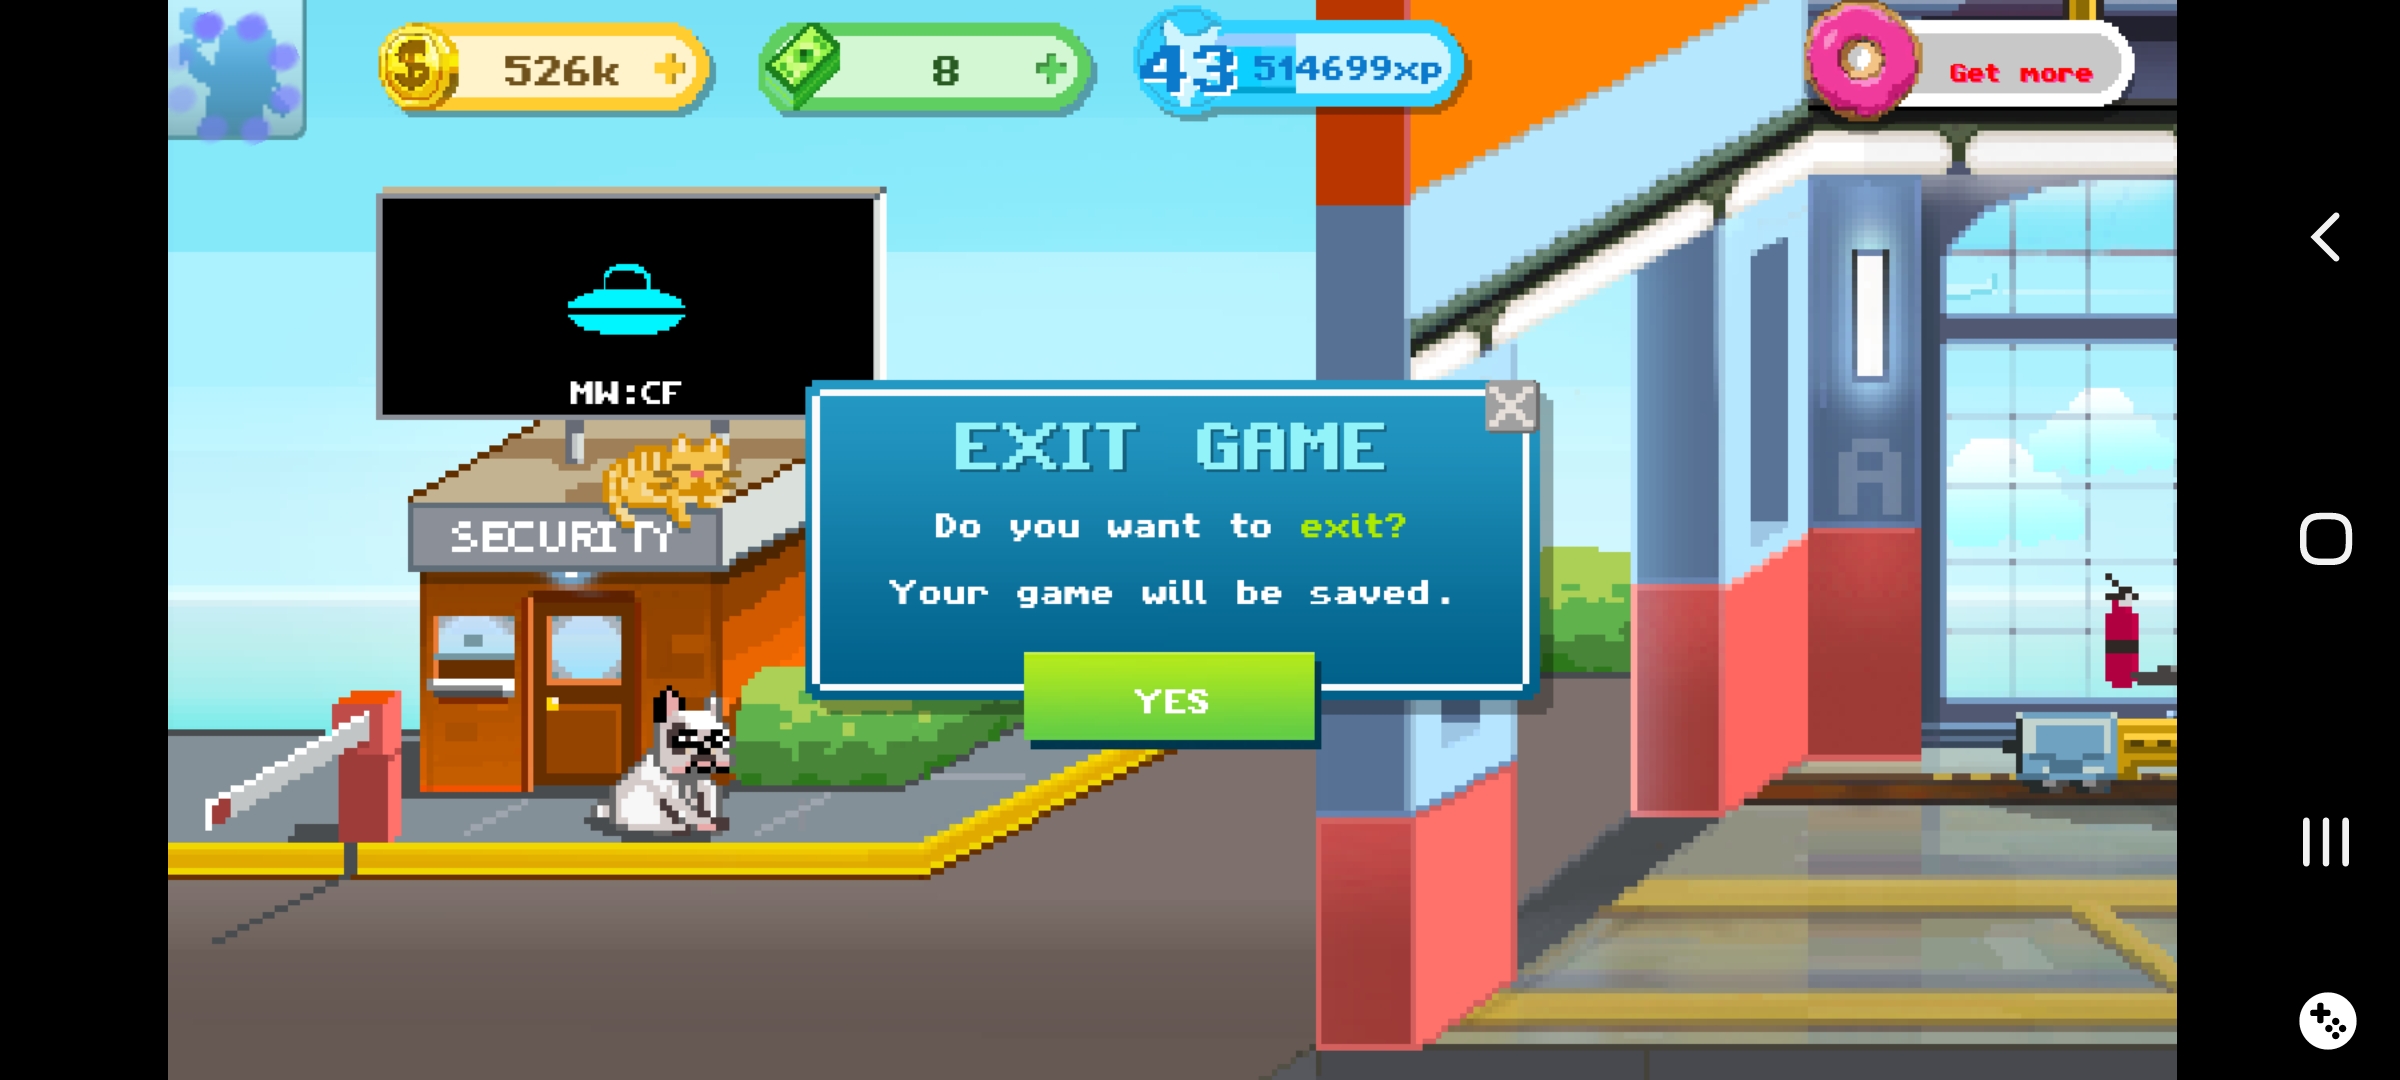 526k
8
43 514699xp
Get more
MW:CF
SECURITY
A
EXIT GAME
Do you want to exit?
Your game will be saved.
YES